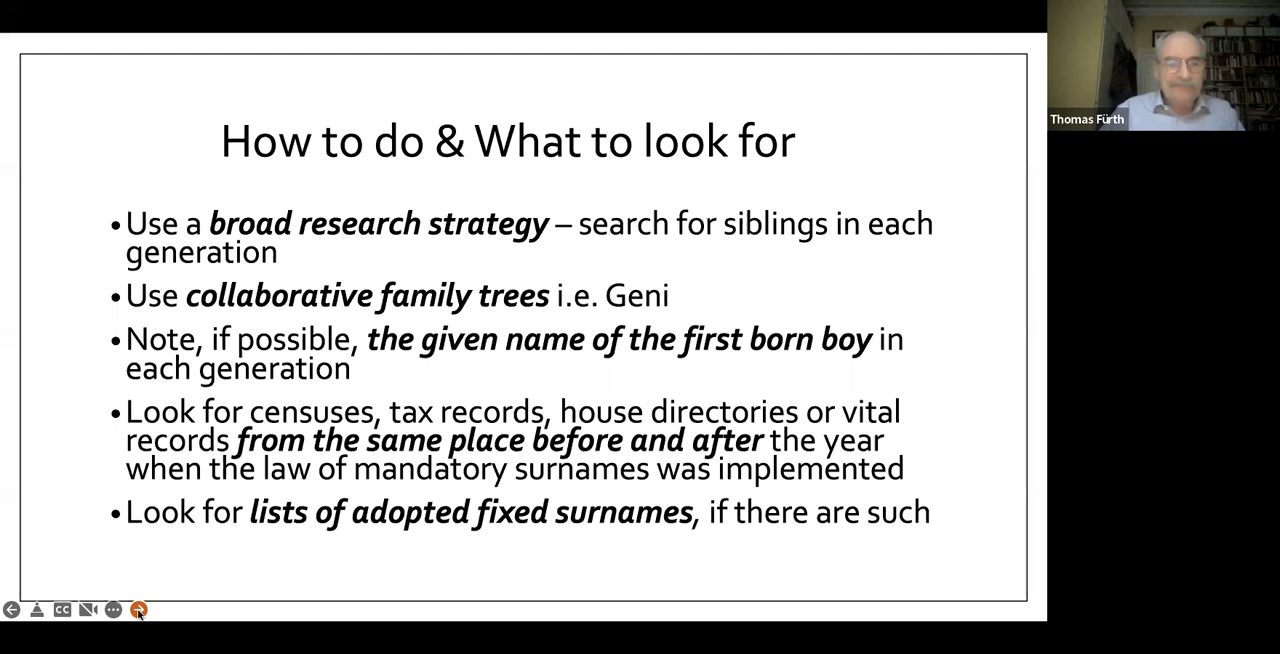 How to do & What to look for
•Use a broad research strategy – search for siblings in each
generation
•Use collaborative family trees i.e. Geni
•Note, if possible, the given name of the first born boy in
each generation
•Look for censuses, tax records, house directories or vital
records from the same place before and after the year
when the law of mandatory surnames was implemented
•Look for lists of adopted fixed surnames, if there are such
Thomas Fürth
CC